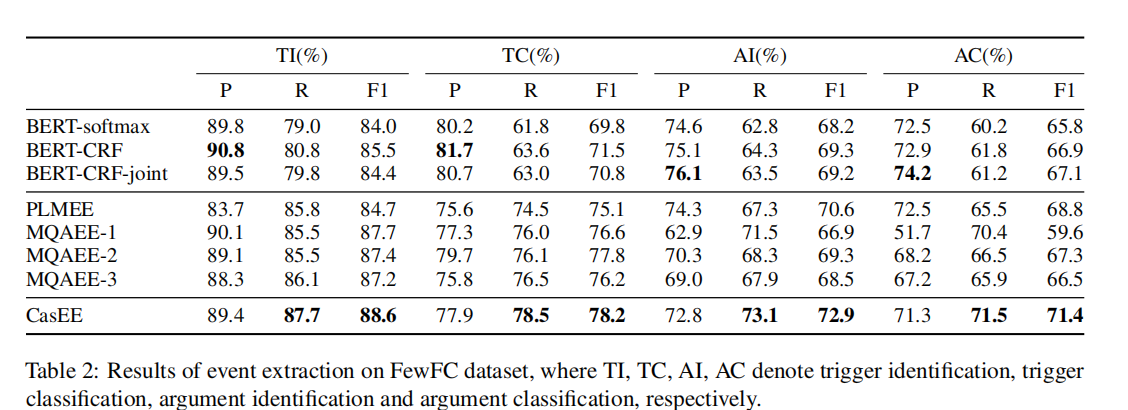 TI(%) TC(%) AI(%) AC(%)
P R F1 P R F1 P R F1 P R F1
BERT-softmax 89.8 79.0 84.0 80.2 61.8 69.8 74.6 62.8 68.2 72.5 60.2 65.8
BERT-CRF 90.8 80.8 85.5 81.7 63.6 71.5 75.1 64.3 69.3 72.9 61.8 66.9
BERT-CRF-joint 89.5 79.8 84.4 80.7 63.0 70.8 76.1 63.5 69.2 74.2 61.2 67.1
PLMEE 83.7 85.8 84.7 75.6 74.5 75.1 74.3 67.3 70.6 72.5 65.5 68.8
MQAEE-1 90.1 85.5 87.7 77.3 76.0 76.6 62.9 71.5 66.9 51.7 70.4 59.6
MQAEE-2 89.1 85.5 87.4 79.7 76.1 77.8 70.3 68.3 69.3 68.2 66.5 67.3
MQAEE-3 88.3 86.1 87.2 75.8 76.5 76.2 69.0 67.9 68.5 67.2 65.9 66.5
CasEE 89.4 87.7 88.6 77.9 78.5 78.2 72.8 73.1 72.9 71.3 71.5 71.4
Table 2: Results of event extraction on FewFC dataset, where TI, TC, AI, AC denote trigger identification, trigger
classification, argument identification and argument classification, respectively.